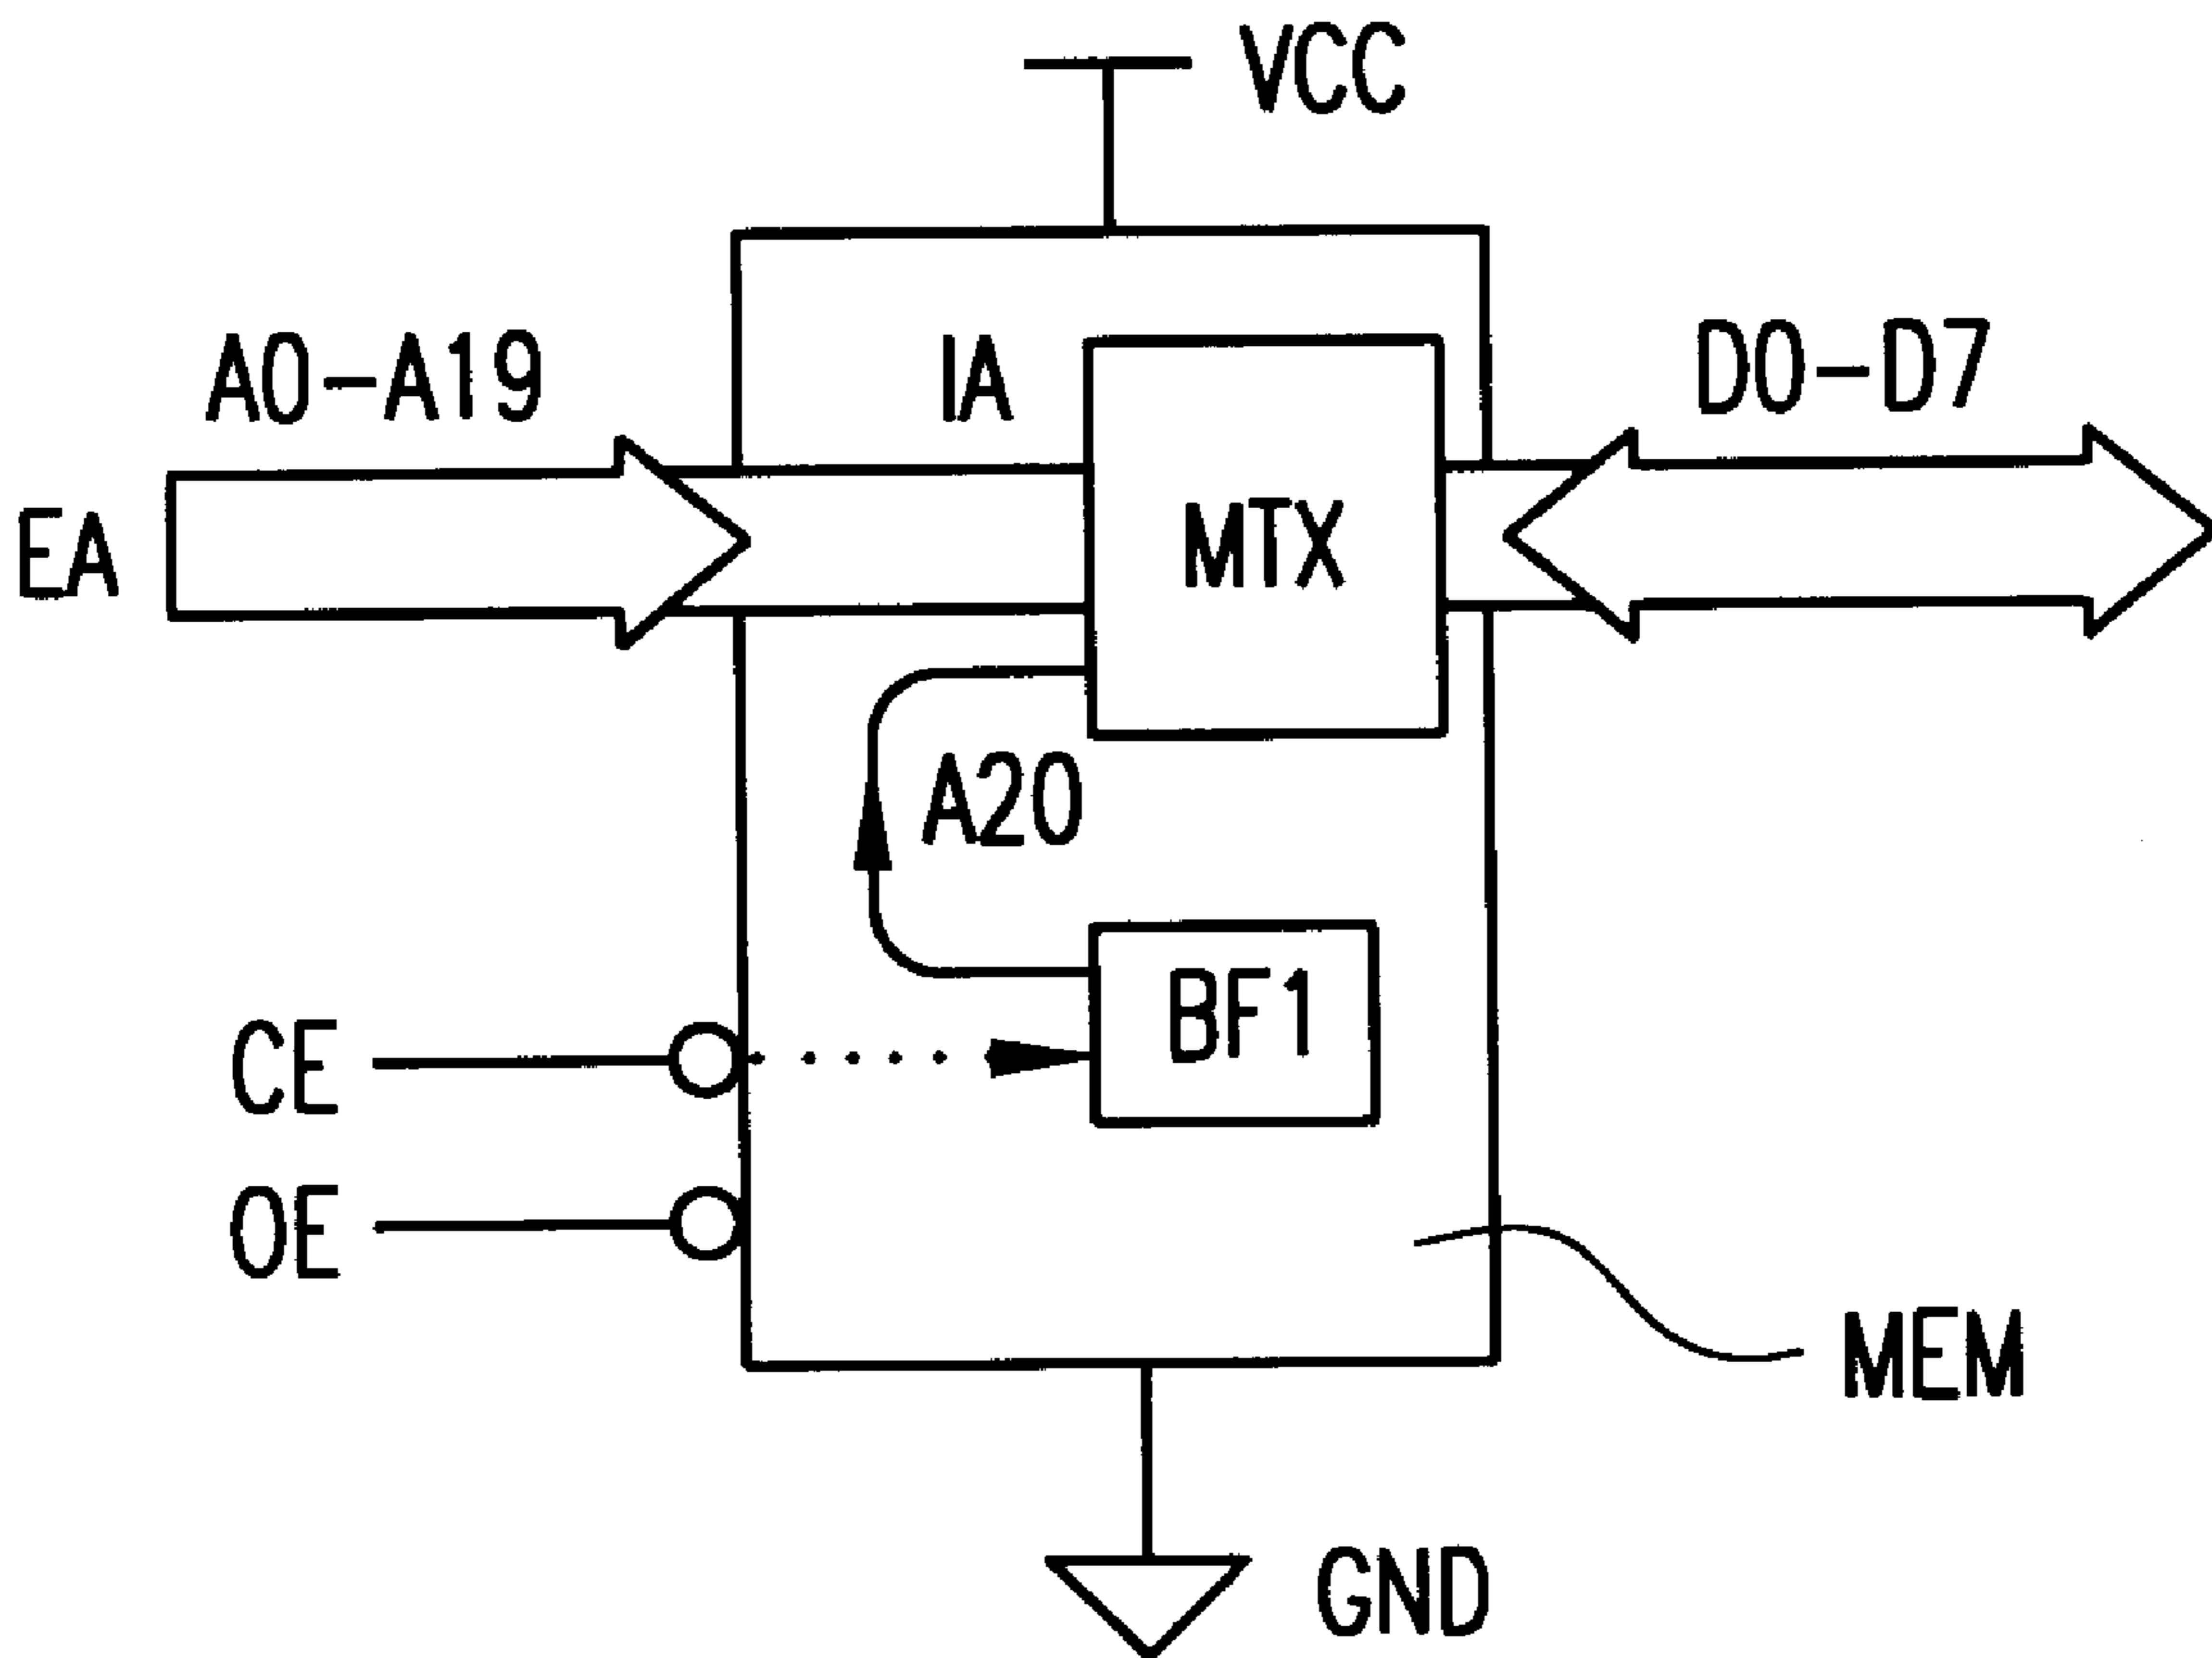 VCC
A0-A19
IA
D0-D7
EA
MTX
A20
BF1
CE
OE
MEM
GND